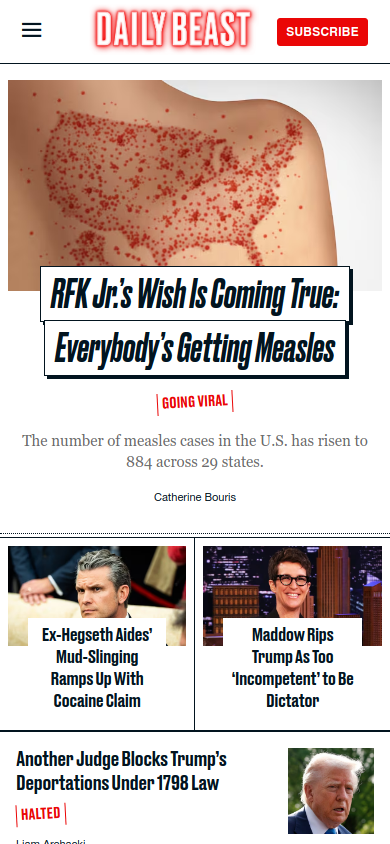 DAILY BEAST
SUBSCRIBE
RFK Jr.'s Wish Is Coming True:
Everybody's Getting Measles
GOING VIRAL
The number of measles cases in the U.S. has risen to
884 across 29 states.
Catherine Bouris
Ex-Hegseth Aides'
Mud-Slinging
Ramps Up With
Cocaine Claim
Maddow Rips
Trump As Too
'Incompetent' to Be
Dictator
Another Judge Blocks Trump's
Deportations Under 1798 Law
HALTED